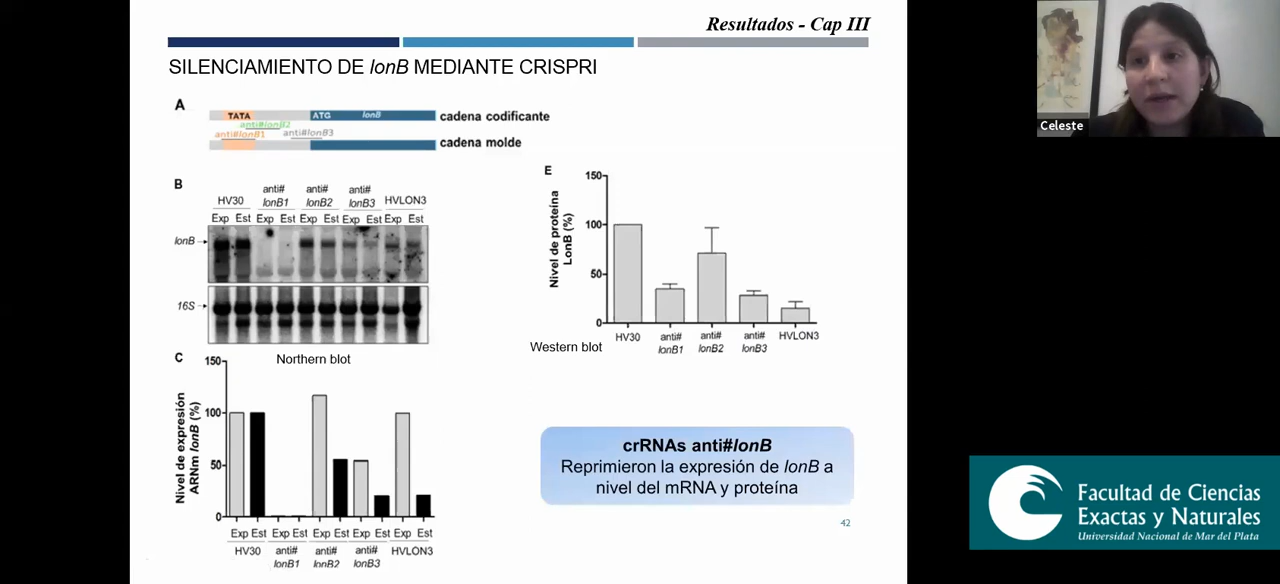 Resultados - Cap III
SILENCIAMIENTO DE lonB MEDIANTE CRISPRI
A
TATA
ATG
lonB
cadena codificante
anti#lonB2
anti#lonB1
anti#lonB3
cadena molde
B
HV30
anti#
lonB1
anti#
lonB2
anti#
lonB3
HVLON3
Exp Est Exp Est Exp Est Exp Est Exp Est
lonB
16S
Northern blot
C
Nivel de expresión
ARNm lonB (%)
150
100
50
0
Exp Est Exp Est Exp Est Exp Est Exp Est
HV30
anti#
lonB1
anti#
lonB2
anti#
lonB3
HVLON3
E
Nivel de proteína
LonB (%)
150
100
50
0
HV30
anti#
lonB1
anti#
lonB2
anti#
lonB3
HVLON3
Western blot
crRNAs anti#lonB
Reprimieron la expresión de lonB a
nivel del mRNA y proteína
42
Celeste
Facultad de Ciencias
Exactas y Naturales
Universidad Nacional de Mar del Plata